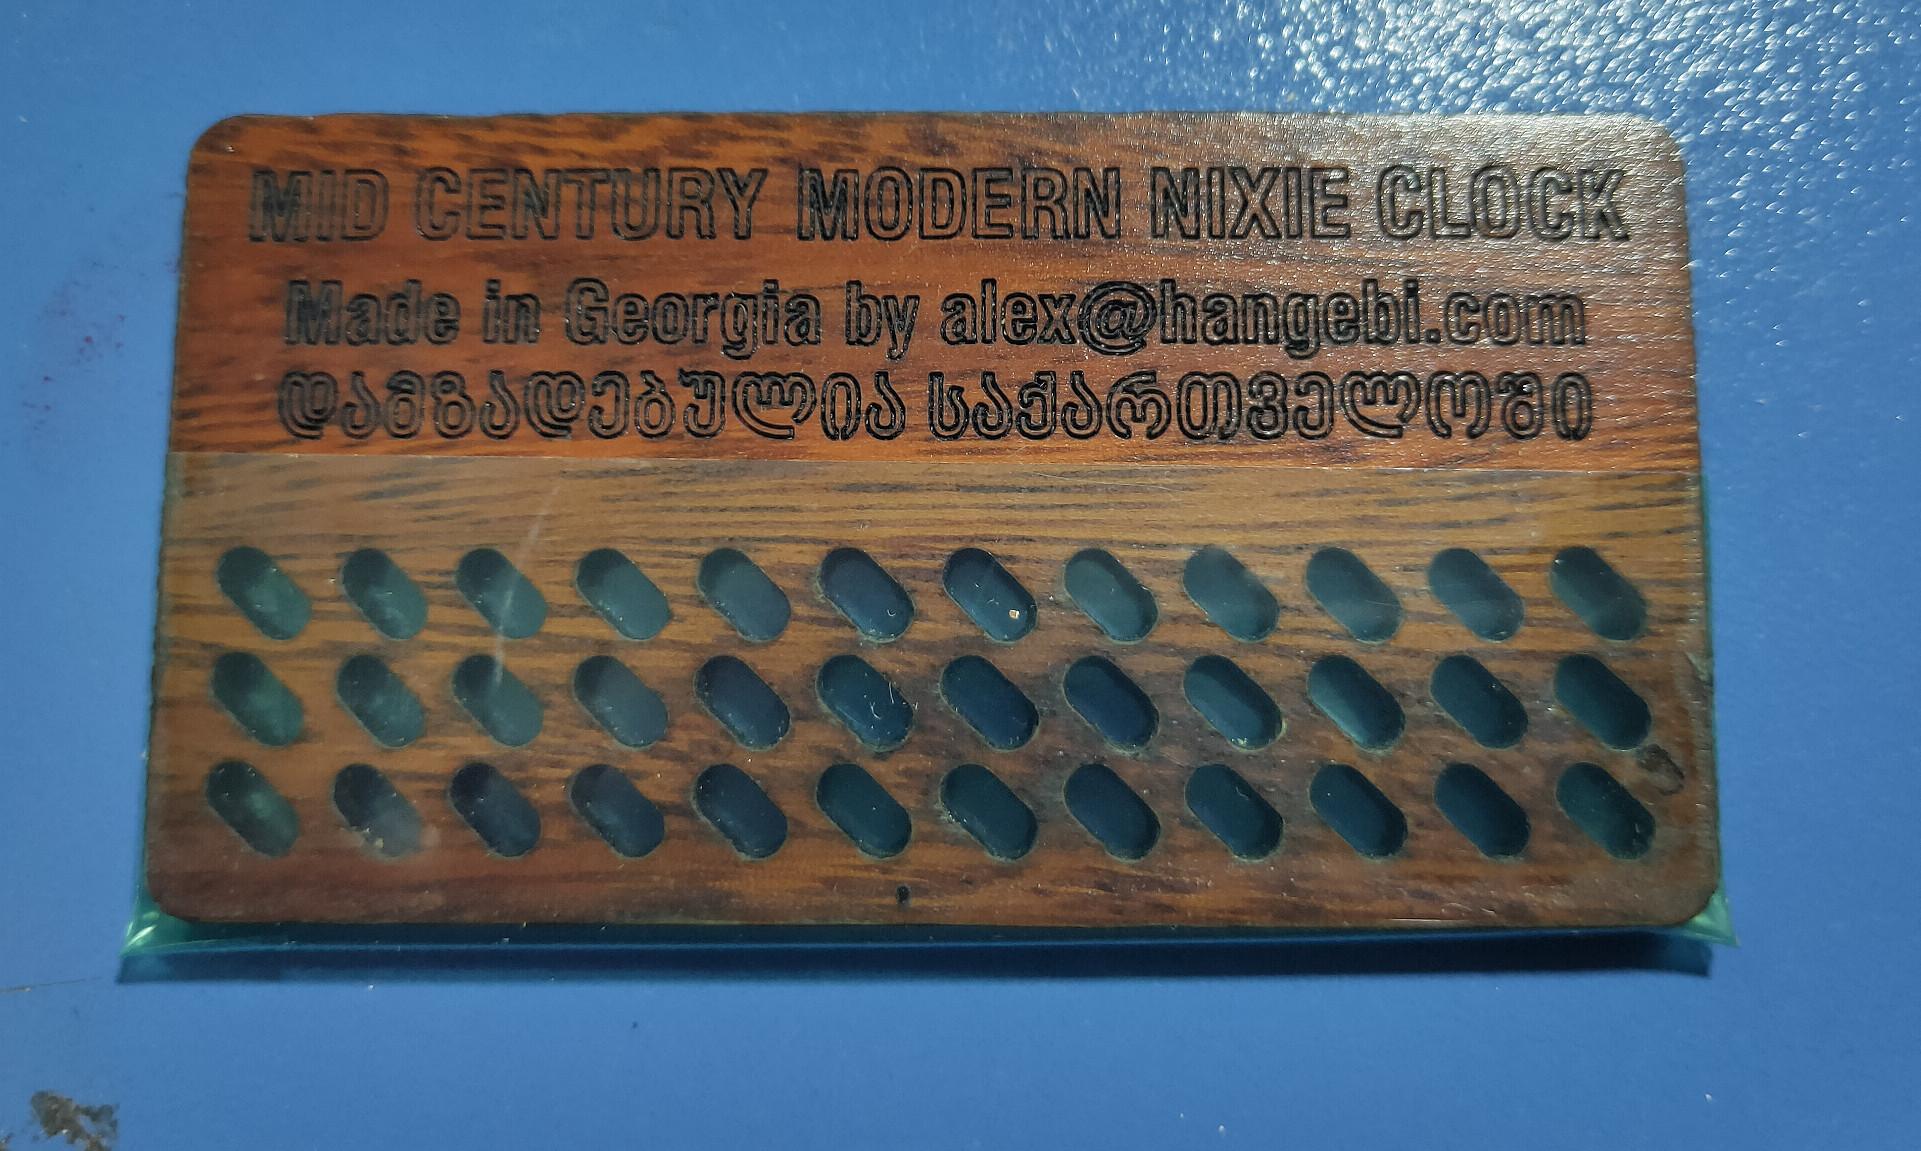 MID CENTURY MODERN NIXIE CLOCK
Made in Georgia by alex@hangebi.com
დამზადებულია საქართველოში